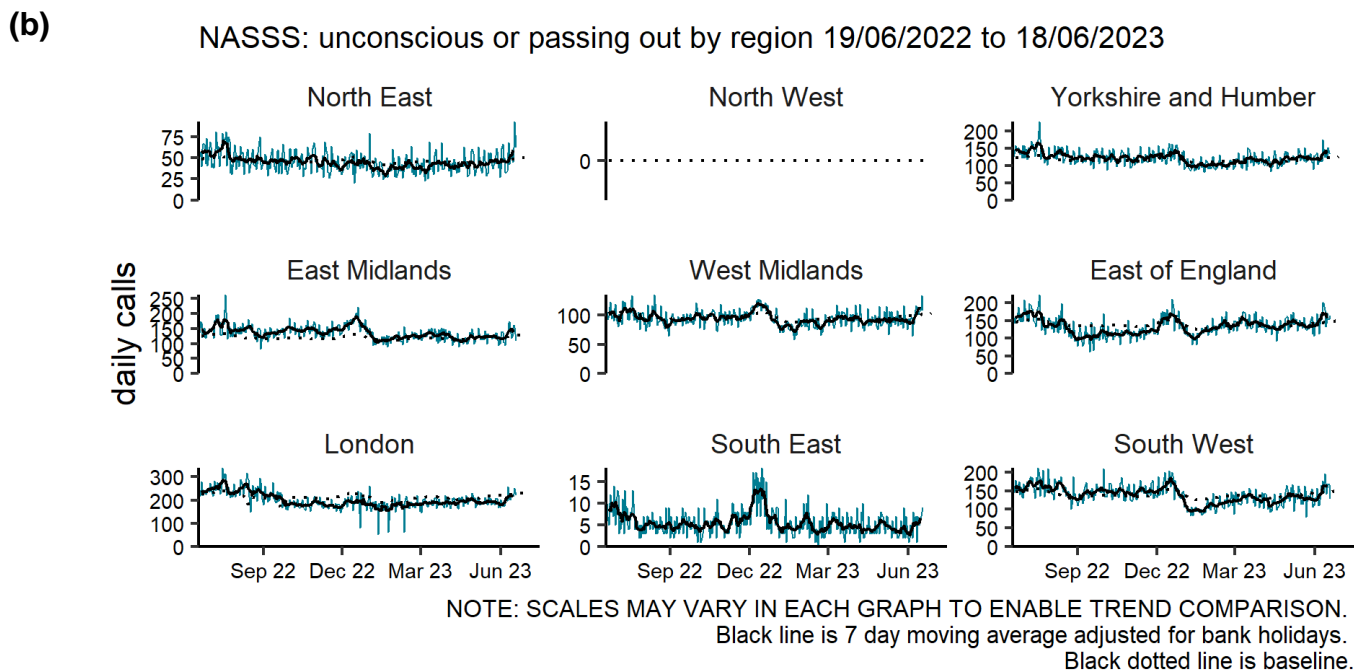 (b)
NASSS: unconscious or passing out by region 19/06/2022 to 18/06/2023
North East
North West
Yorkshire and Humber
75
50
25
0
0
200
150
100
50
0
daily calls
East Midlands
West Midlands
East of England
250
200
150
100
50
0
100
50
0
200
150
100
50
0
London
South East
South West
300
200
100
0
15
10
5
0
200
150
100
50
0
Sep 22 Dec 22 Mar 23 Jun 23
Sep 22 Dec 22 Mar 23 Jun 23
Sep 22 Dec 22 Mar 23 Jun 23
NOTE: SCALES MAY VARY IN EACH GRAPH TO ENABLE TREND COMPARISON.
Black line is 7 day moving average adjusted for bank holidays.
Black dotted line is baseline.